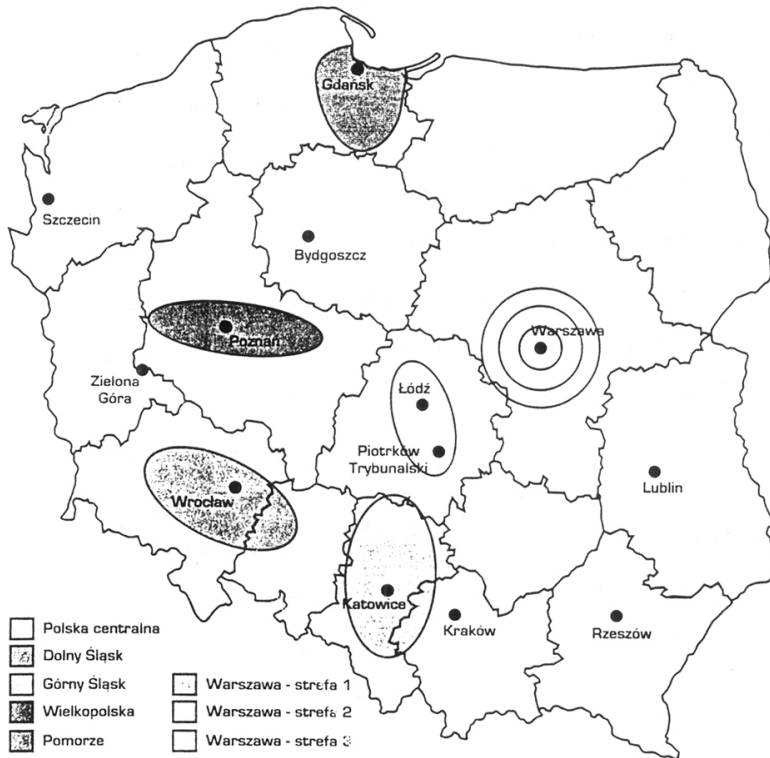 Gdańsk
Szczecin
Bydgoszcz
Warszawa
Poznań
Zielona
Góra
Łódź
Piotrków
Trybunalski
Wrocław
Lublin
Katowice
Kraków
Rzeszów
Polska centralna
Dolny Śląsk
Górny Śląsk
Wielkopolska
Pomorze
Warszawa - strefa 1
Warszawa - strefa 2
Warszawa - strefa 3